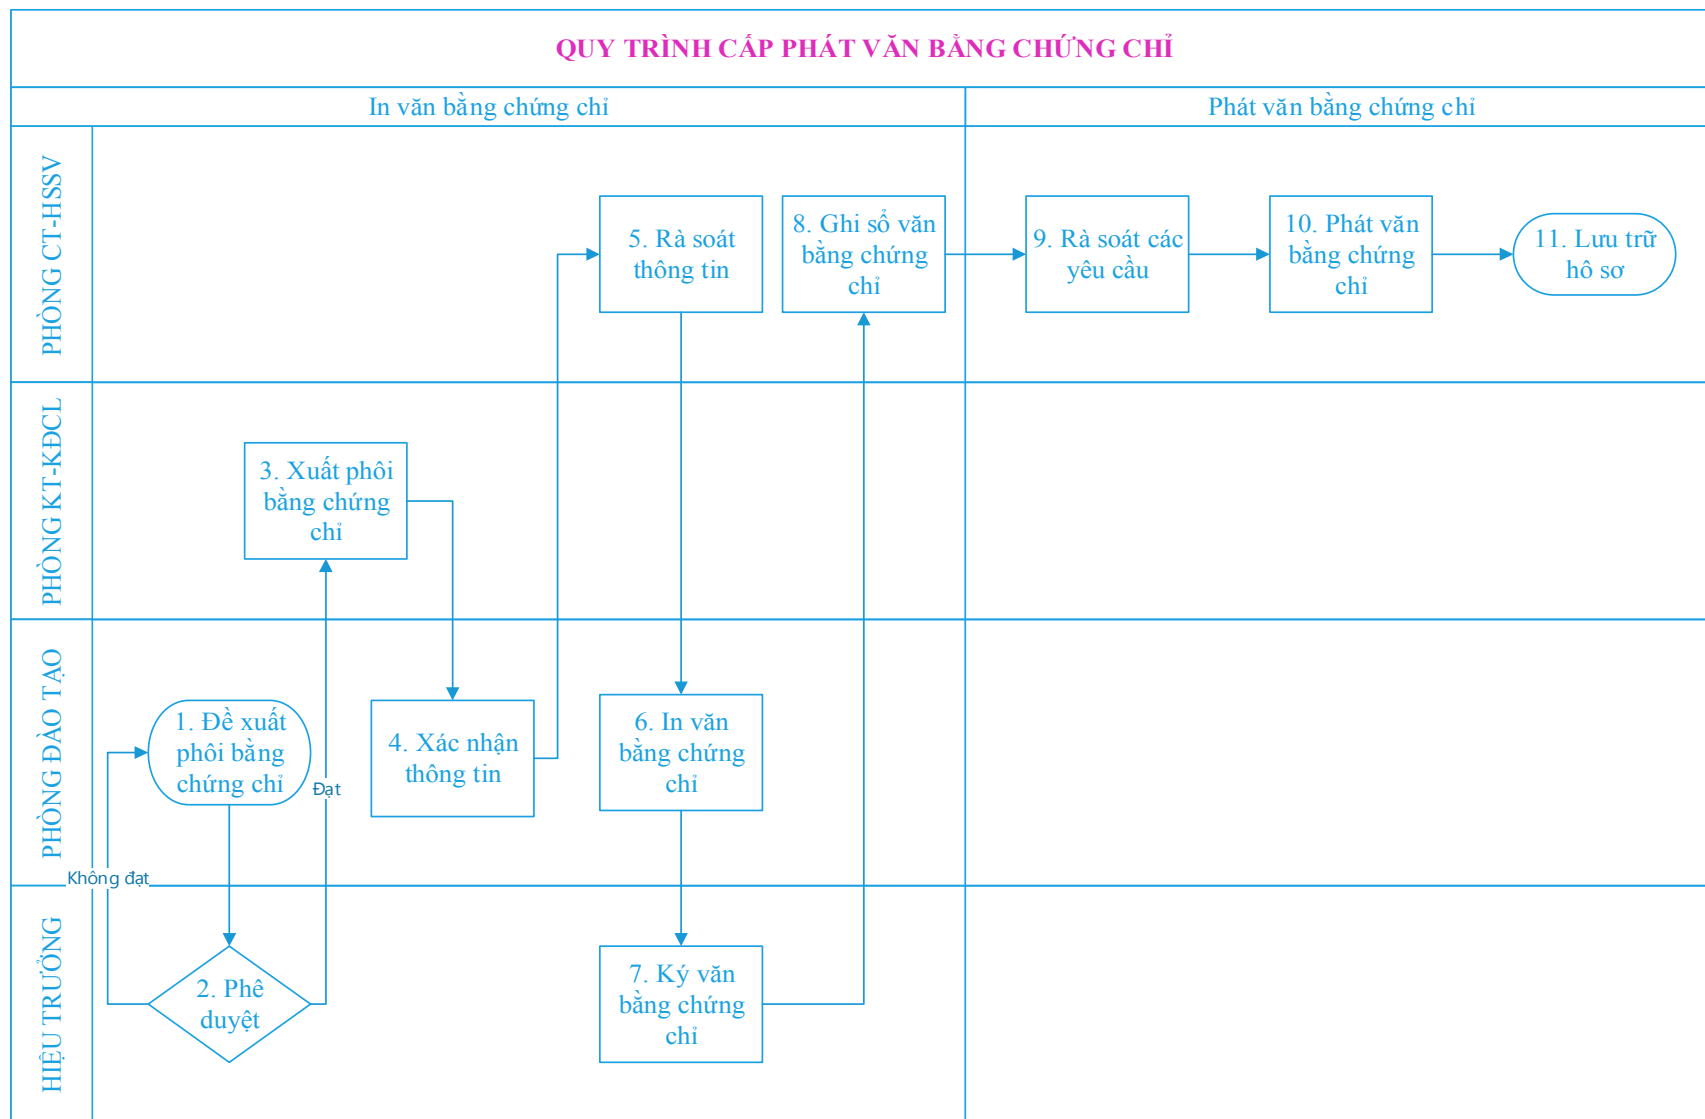 QUY TRÌNH CẤP PHÁT VĂN BẰNG CHỨNG CHỈ
In văn bằng chứng chỉ
Phát văn bằng chứng chỉ
PHÒNG CT-HSSV
5. Rà soát
thông tin
8. Ghi sổ văn
bằng chứng
chỉ
9. Rà soát các
yêu cầu
10. Phát văn
bằng chứng
chỉ
11. Lưu trữ
hô sơ
PHÒNG KT-KĐCL
3. Xuất phôi
bằng chứng
chỉ
PHÒNG ĐÀO TẠO
1. Đề xuất
phôi bằng
chứng chỉ
Đạt
4. Xác nhận
thông tin
6. In văn
bằng chứng
chỉ
Không đạt
HIỆU TRƯỞNG
2. Phê
duyệt
7. Ký văn
bằng chứng
chỉ